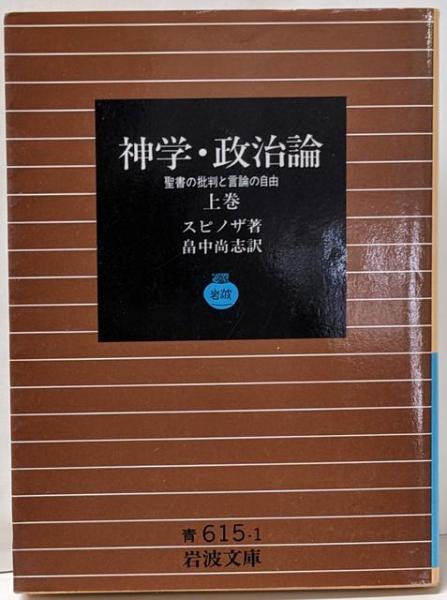 神学・政治論
聖書の批判と言論の自由
上巻
スピノザ著
畠中尚志訳
岩波
青 615-1
岩波文庫